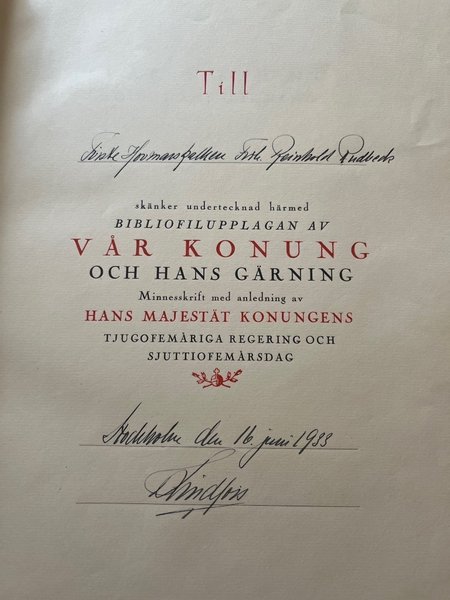 Till
Förste Hovmarskalken Frih. Reinhold Rudbeck
skänker undertecknad härmed
BIBLIOFILUPPLAGAN AV
VÅR KONUNG
OCH HANS GÄRNING
Minnesskrift med anledning av
HANS MAJESTÄT KONUNGENS
TJUGOFEMÅRIGA REGERING OCH
SJUTTIOFEMÅRSDAG
Stockholm den 16. juni 1933